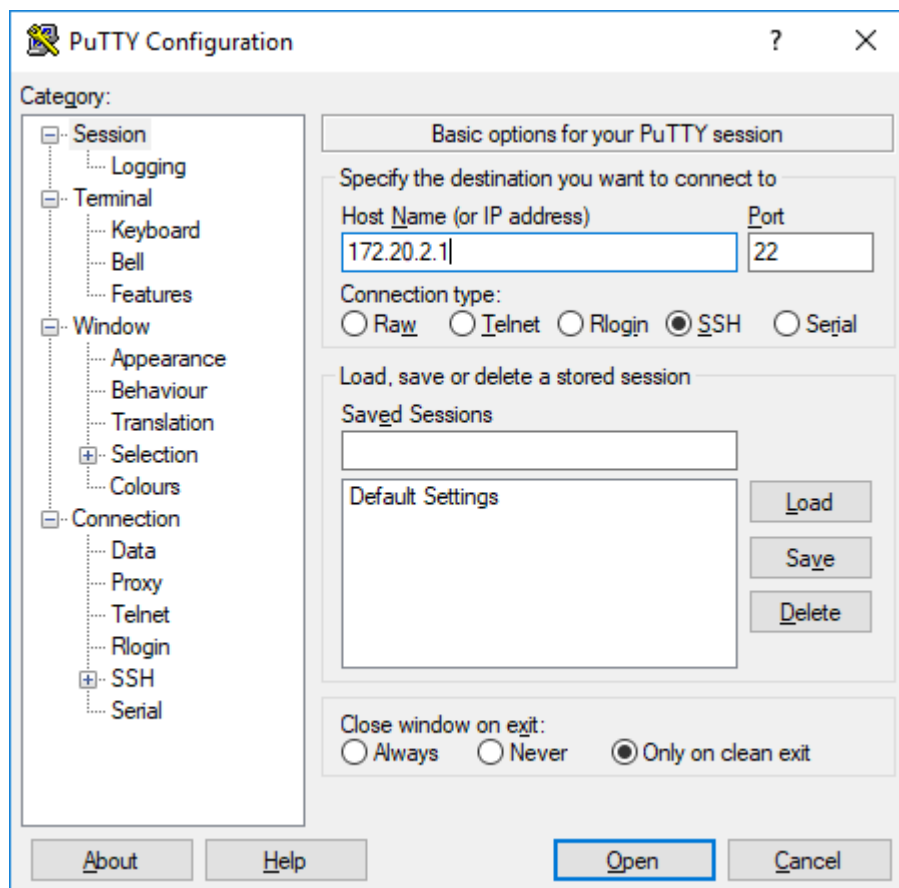 PuTTY Configuration
?
Category:
Session
Logging
Terminal
Keyboard
Bell
Features
Window
Appearance
Behaviour
Translation
Selection
Colours
Connection
Data
Proxy
Telnet
Rlogin
SSH
Serial
Basic options for your PuTTY session
Specify the destination you want to connect to
Host Name (or IP address) Port
172.20.2.1 22
Connection type:
Raw Telnet Rlogin SSH Serial
Load, save or delete a stored session
Saved Sessions
Default Settings
Load
Save
Delete
Close window on exit:
Always Never Only on clean exit
About Help Open Cancel